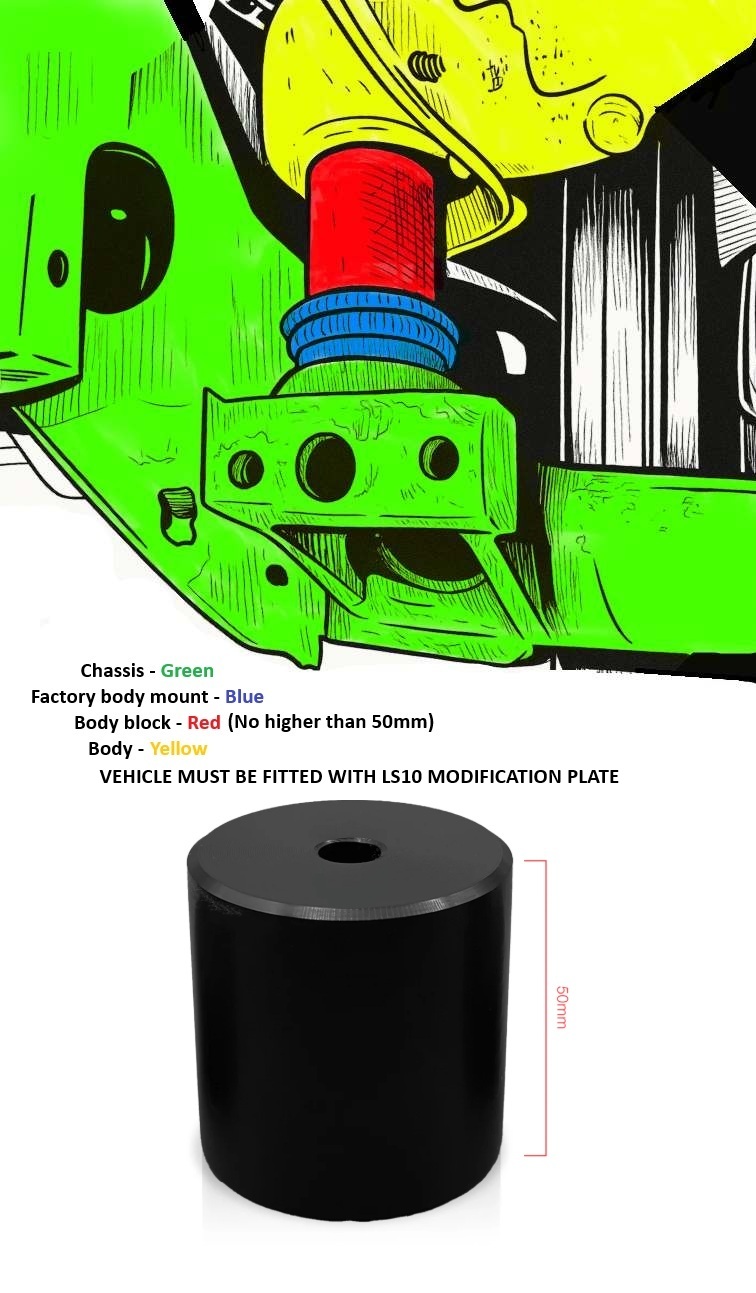 Chassis - Green
Factory body mount - Blue
Body block - Red (No higher than 50mm)
Body - Yellow
VEHICLE MUST BE FITTED WITH LS10 MODIFICATION PLATE
50mm